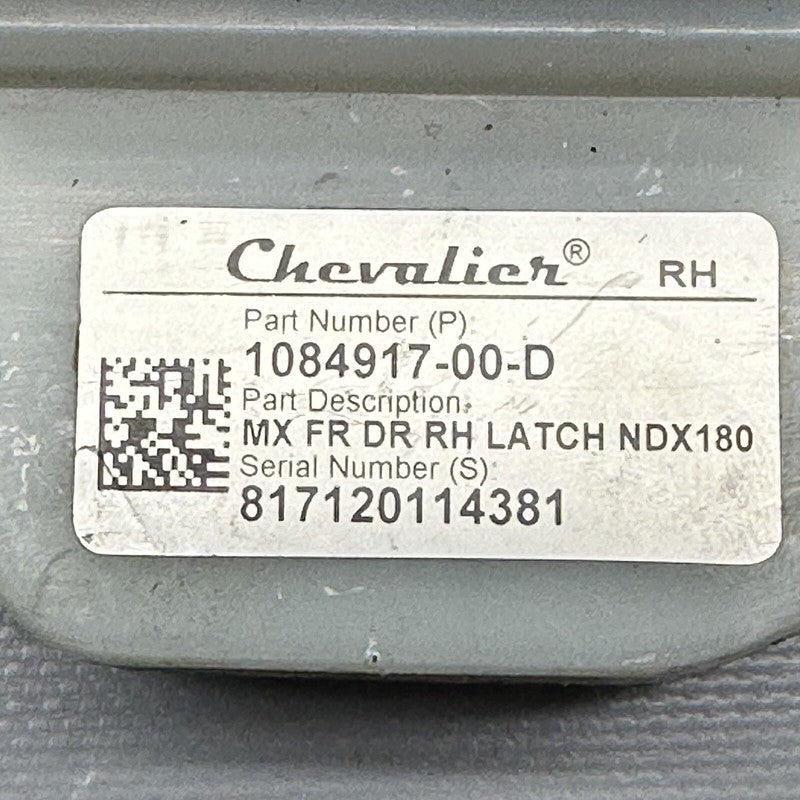 Chevalier® RH
Part Number (P):
1084917-00-D
Part Description:
MX FR DR RH LATCH NDX180
Serial Number (S)
817120114381